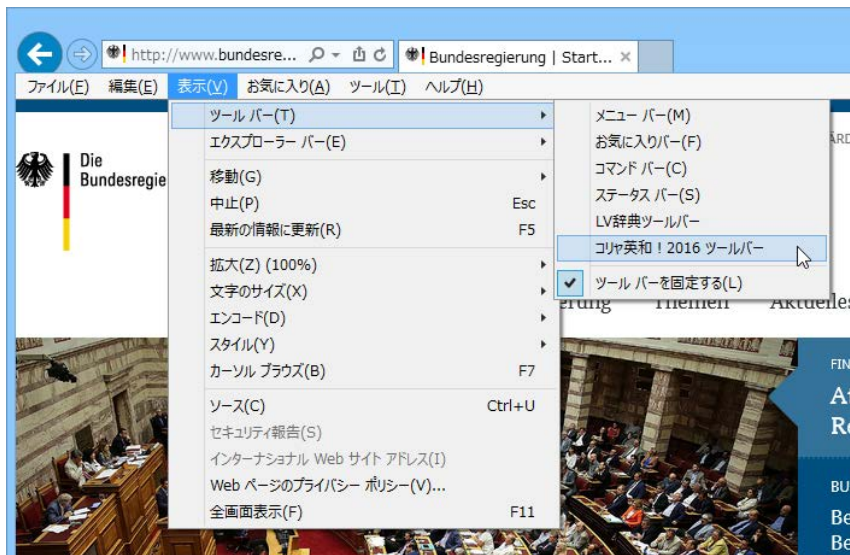 http://www.bundesre...
Bundesregierung | Start...
ファイル(F) 編集(E) 表示(V) お気に入り(A) ツール(T) ヘルプ(H)
Die
Bundesregie
ツール バー(T)
エクスプローラー バー(E)
移動(G)
中止(P) Esc
最新の情報に更新(R) F5
拡大(Z) (100%)
文字のサイズ(X)
エンコード(D)
スタイル(Y)
カーソル ブラウズ(B) F7
ソース(C) Ctrl+U
セキュリティ報告(S)
インターナショナル Web サイト アドレス(I)
Web ページのプライバシー ポリシー(V)...
全画面表示(F) F11
メニュー バー(M)
お気に入りバー(F)
コマンド バー(C)
ステータス バー(S)
LV辞典ツールバー
コリャ英和！2016 ツールバー
ツール バーを固定する(L)
erung Themen Aktuelles
FIN
BU
Be
Be